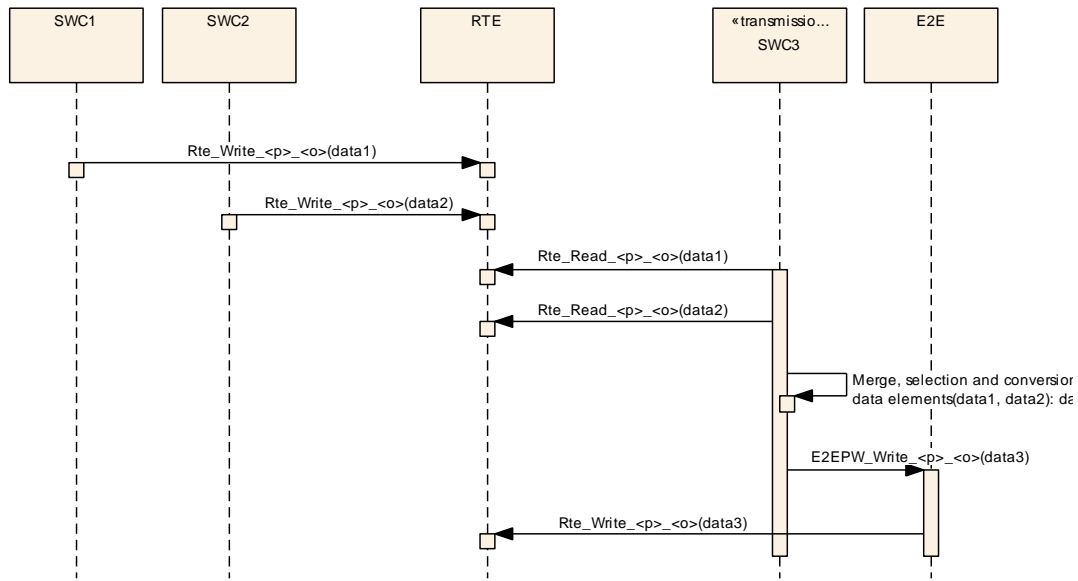 SWC1
SWC2
RTE
«transmissio...
SWC3
E2E
Rte_Write_<p>_<o>(data1)
Rte_Write_<p>_<o>(data2)
Rte_Read_<p>_<o>(data1)
Rte_Read_<p>_<o>(data2)
Merge, selection and conversion
data elements(data1, data2): da
E2EPW_Write_<p>_<o>(data3)
Rte_Write_<p>_<o>(data3)